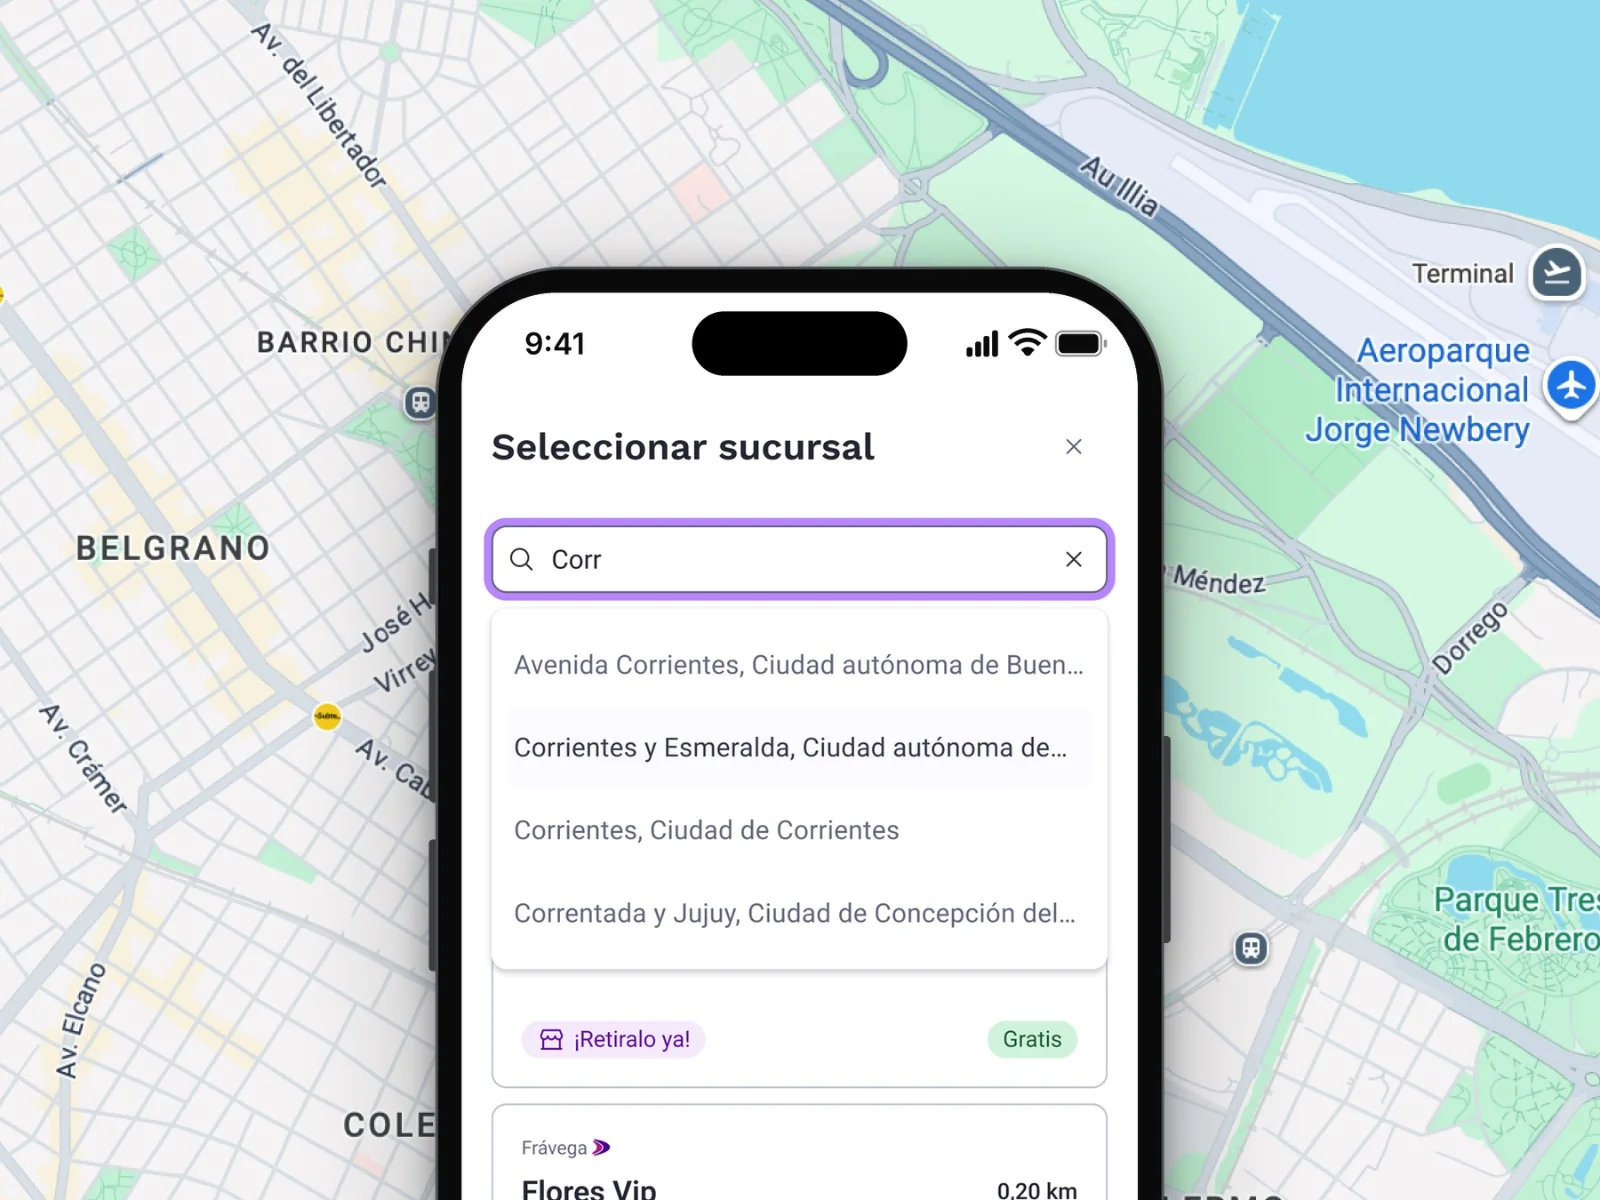 Av. del Libertador
Au Illia
Terminal
BARRIO CHI
Aeroparque
Internacional
Jorge Newbery
BELGRANO
José H
Virrey
Méndez
Dorrego
Av. Crámer
Subte
Av. Cab
Parque Tres
de Febrero
Av. Elcano
COLE
9:41
Seleccionar sucursal
Corr
Avenida Corrientes, Ciudad autónoma de Buen...
Corrientes y Esmeralda, Ciudad autónoma de...
Corrientes, Ciudad de Corrientes
Correntada y Jujuy, Ciudad de Concepción del...
¡Retiralo ya!
Gratis
Frávega
Flores Vip
0,20 km